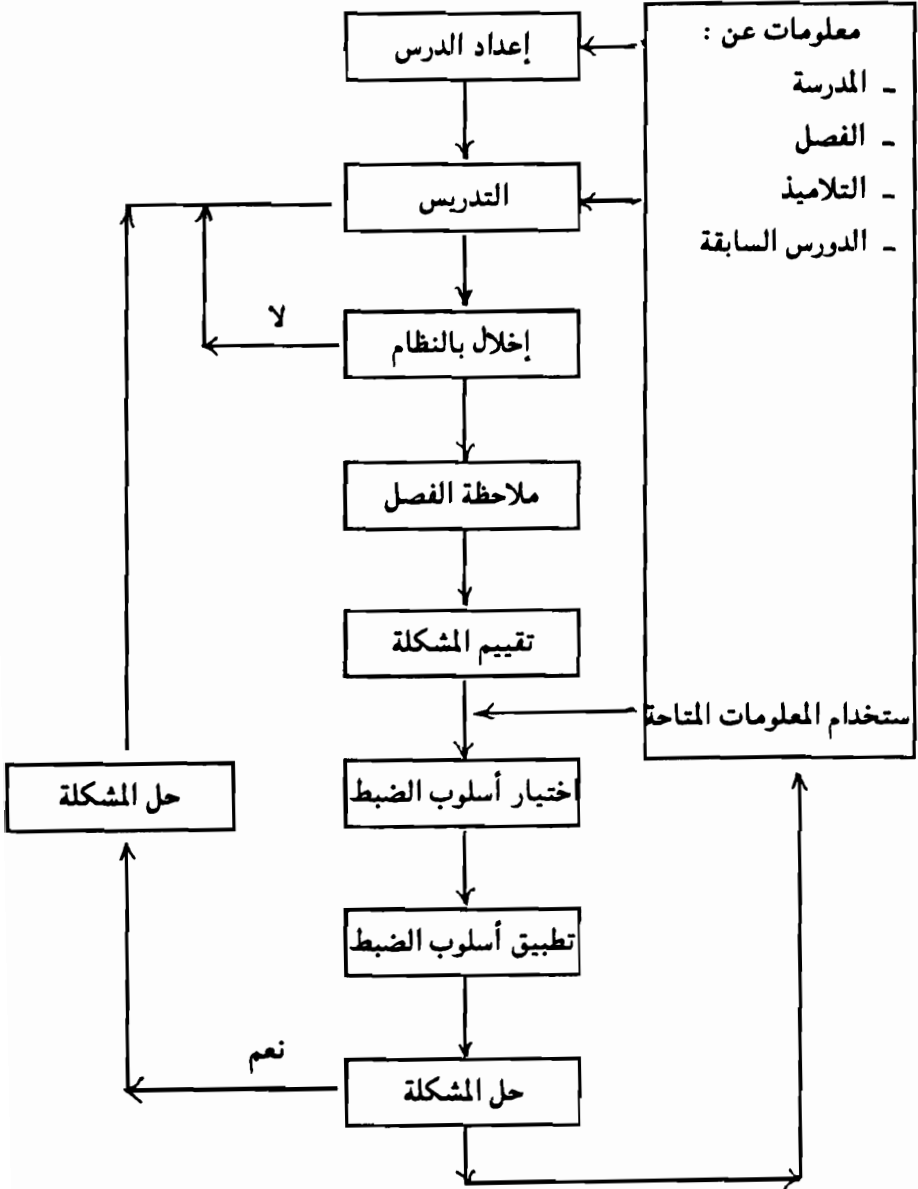 معلومات عن :
- المدرسة
- الفصل
- التلاميذ
- الدورس السابقة
ستخدام المعلومات المتاحة
إعداد الدرس
التدريس
لا
إخلال بالنظام
ملاحظة الفصل
تقييم المشكلة
اختيار أسلوب الضبط
تطبيق أسلوب الضبط
نعم
حل المشكلة
حل المشكلة